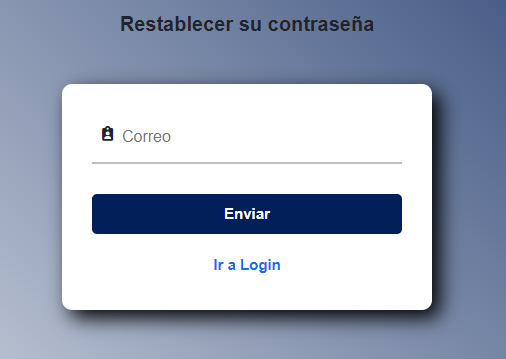 Restablecer su contraseña
Correo
Enviar
Ir a Login